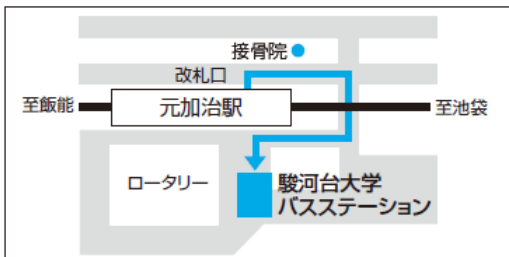 接骨院
改札口
至飯能
元加治駅
至池袋
ロータリー
駿河台大学
バスステーション